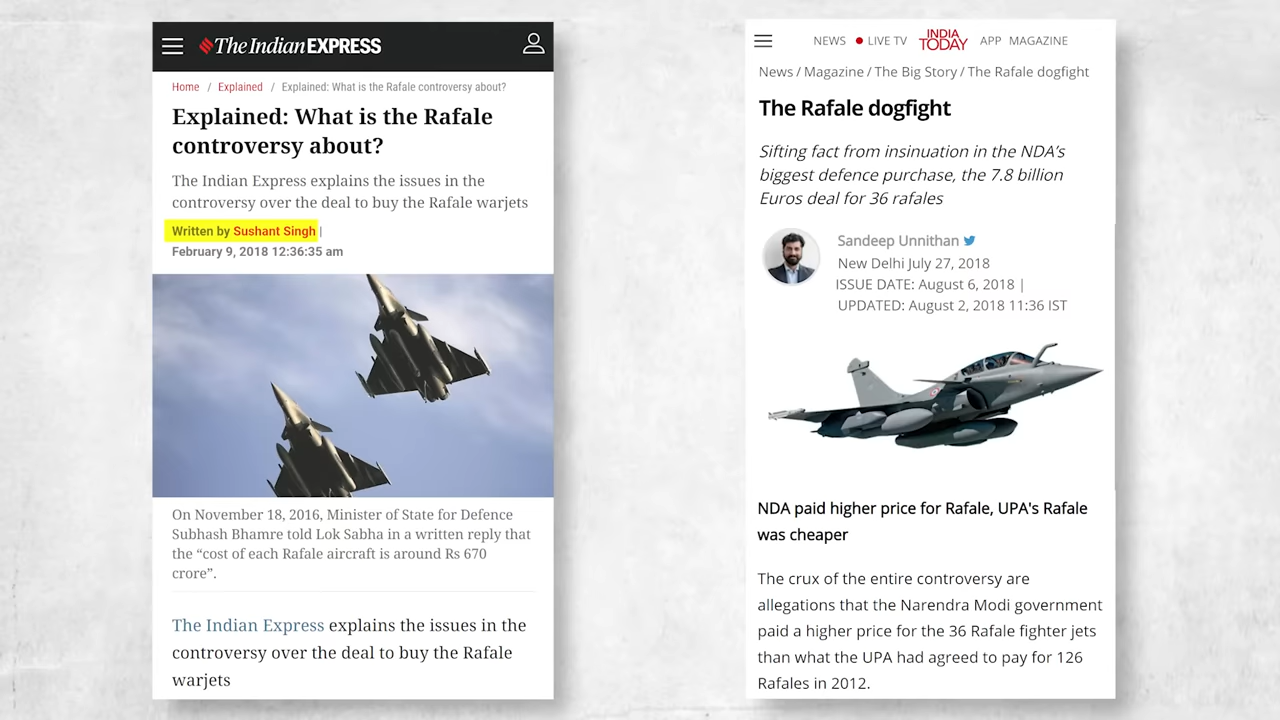 The Indian EXPRESS
Home / Explained / Explained: What is the Rafale controversy about?
Explained: What is the Rafale
controversy about?
The Indian Express explains the issues in the
controversy over the deal to buy the Rafale warjets
Written by Sushant Singh |
February 9, 2018 12:36:35 am
On November 18, 2016, Minister of State for Defence
Subhash Bhamre told Lok Sabha in a written reply that
the “cost of each Rafale aircraft is around Rs 670
crore”.
The Indian Express explains the issues in the
controversy over the deal to buy the Rafale
warjets
NEWS LIVE TV INDIA TODAY APP MAGAZINE
News / Magazine / The Big Story / The Rafale dogfight
The Rafale dogfight
Sifting fact from insinuation in the NDA’s
biggest defence purchase, the 7.8 billion
Euros deal for 36 rafales
Sandeep Unnithan
New Delhi July 27, 2018
ISSUE DATE: August 6, 2018 |
UPDATED: August 2, 2018 11:36 IST
NDA paid higher price for Rafale, UPA's Rafale
was cheaper
The crux of the entire controversy are
allegations that the Narendra Modi government
paid a higher price for the 36 Rafale fighter jets
than what the UPA had agreed to pay for 126
Rafales in 2012.